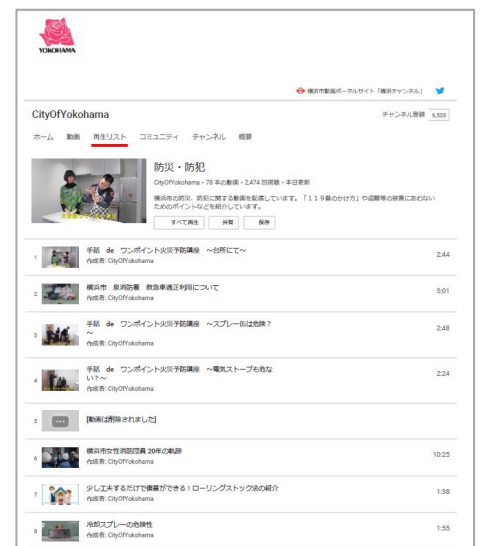 YOKOHAMA
横浜市動画ポータルサイト「横浜チャンネル」
CityOfYokohama
チャンネル登録 4,503
ホーム 動画 再生リスト コミュニティ チャンネル 概要
防災・防犯
CityOfYokohama・78 本の動画・2,474 回視聴・本日更新
横浜市の防災、防犯に関する動画を配信しています。「119番のかけ方」や盗難等の被害にあわない
ためのポイントなどを紹介しています。
すべて再生 共有 保存
1 手話 de ワンポイント火災予防講座 ～台所にて～ 2:44
作成者: CityOfYokohama
2 横浜市 泉消防署 救急車適正利用について 5:01
作成者: CityOfYokohama
3 手話 de ワンポイント火災予防講座 ～スプレー缶は危険？ 2:48
～
作成者: CityOfYokohama
4 手話 de ワンポイント火災予防講座 ～電気ストーブも危な 2:24
い？～
作成者: CityOfYokohama
5 [動画は削除されました]
6 横浜市女性消防団員 20年の軌跡 10:25
作成者: CityOfYokohama
7 少し工夫するだけで備蓄ができる！ローリングストック法の紹介 1:38
作成者: CityOfYokohama
8 冷却スプレーの危険性 1:55
作成者: CityOfYokohama